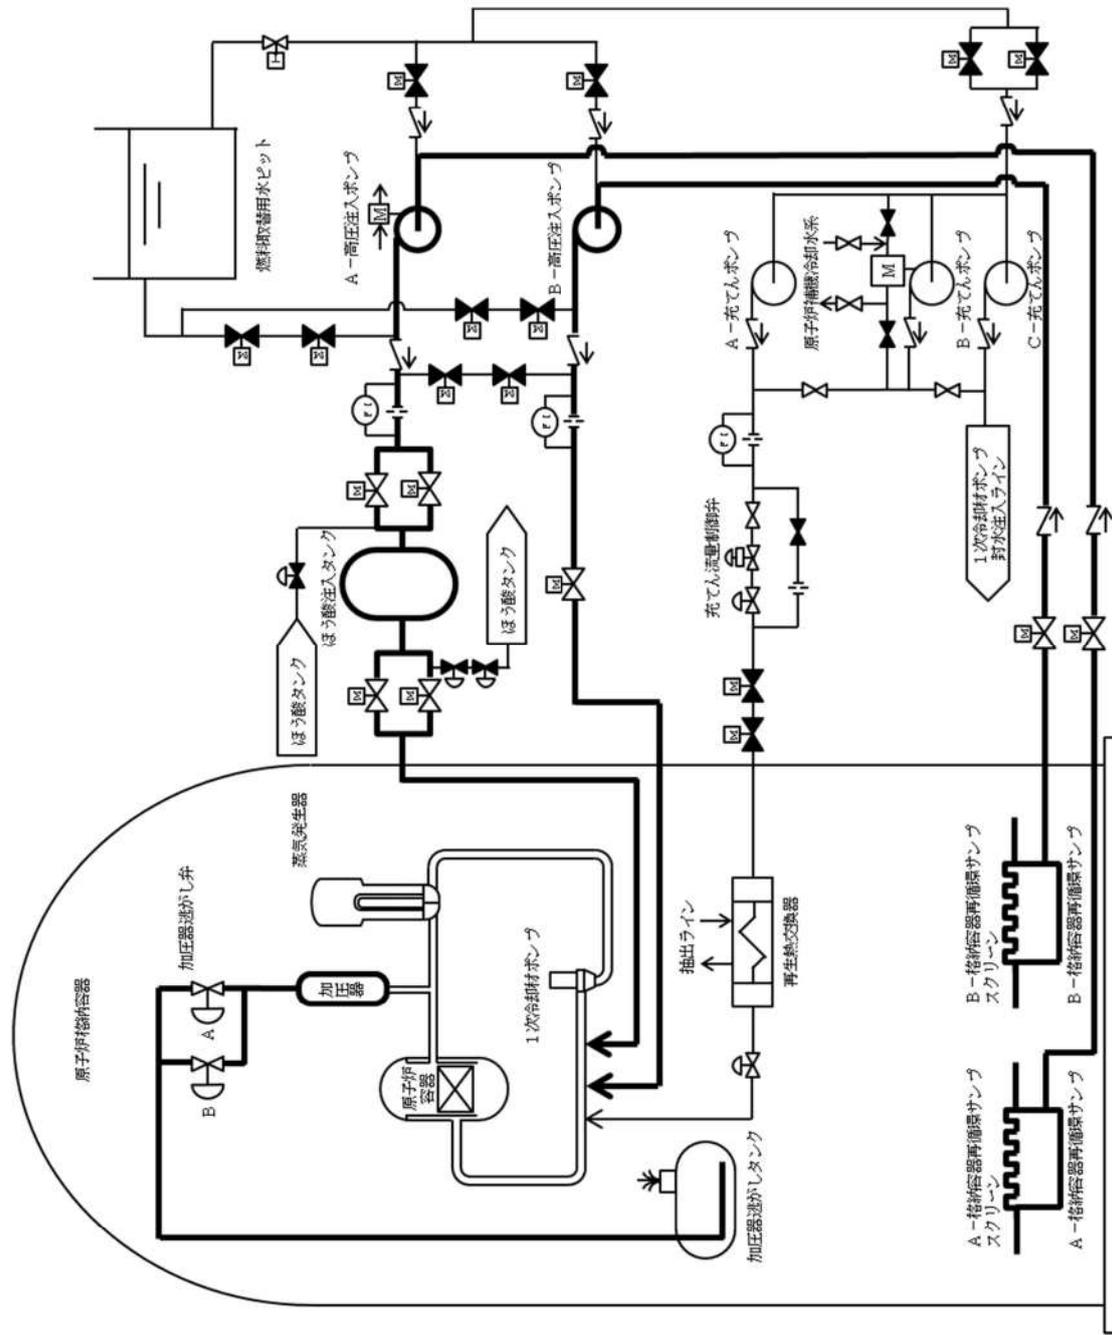 燃料取替用水ピット
A－高圧注入ポンプ
M
B－高圧注入ポンプ
M
M
M
M
M
M
M
M
M
M
M
FI
FI
ほう酸タンク
ほう酸注入タンク
ほう酸タンク
M
M
M
M
M
A－充てんポンプ
原子炉補機冷却水系
M
B－充てんポンプ
C－充てんポンプ
FI
充てん流量制御弁
1次冷却材ポンプ
封水注入ライン
M
M
M
M
原子炉格納容器
加圧器逃がし弁
A
B
蒸気発生器
加圧器
原子炉
容器
1次冷却材ポンプ
抽出ライン
再生熱交換器
加圧器逃がしタンク
B－格納容器再循環サンプ
スクリーン
B－格納容器再循環サンプ
A－格納容器再循環サンプ
スクリーン
A－格納容器再循環サンプ